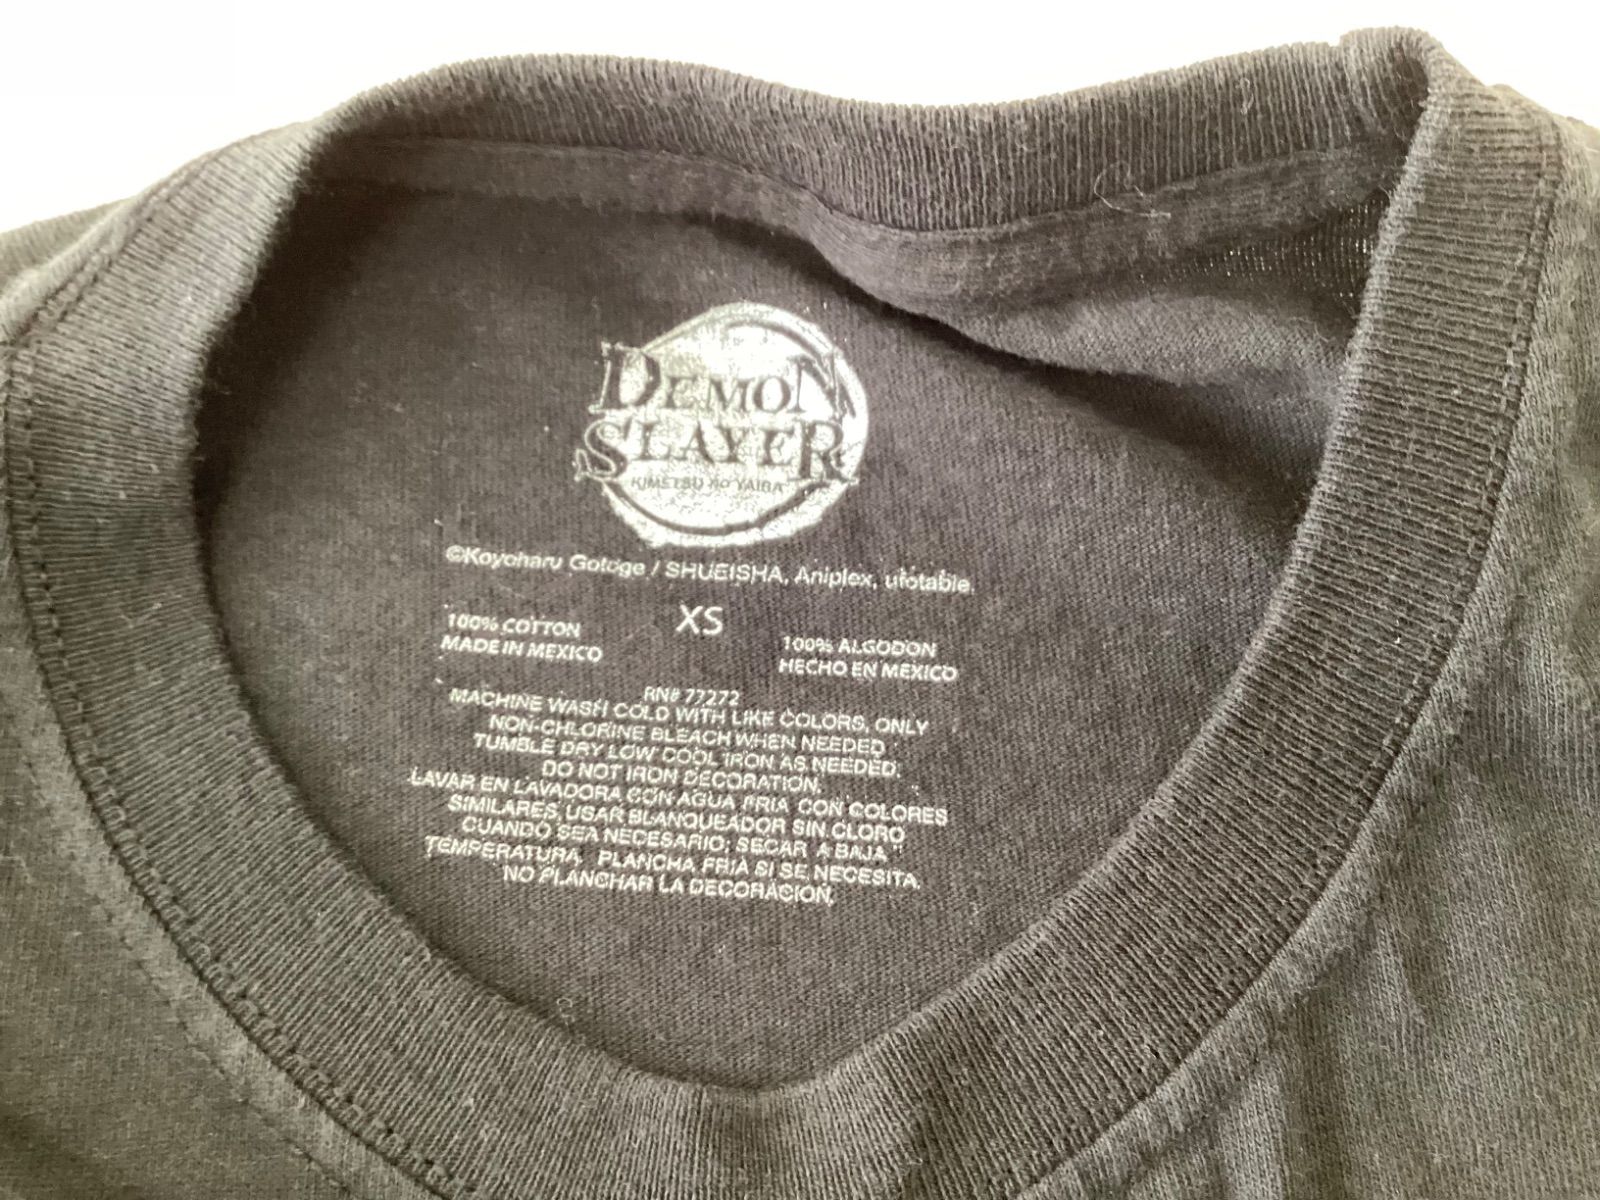 DEMON
SLAYER
KIMETSU no YAIBA
©Koyoharu Gotoge / SHUEISHA, Aniplex, ufotable.
XS
100% COTTON
MADE IN MEXICO
100% ALGODON
HECHO EN MEXICO
RN# 77272
MACHINE WASH COLD WITH LIKE COLORS, ONLY
NON-CHLORINE BLEACH WHEN NEEDED
TUMBLE DRY LOW COOL IRON AS NEEDED.
DO NOT IRON DECORATION.
LAVAR EN LAVADORA CON AGUA FRIA CON COLORES
SIMILARES, USAR BLANQUEADOR SIN CLORO
CUANDO SEA NECESARIO; SECAR A BAJA
TEMPERATURA. PLANCHA FRIA SI SE NECESITA.
NO PLANCHAR LA DECORACION.